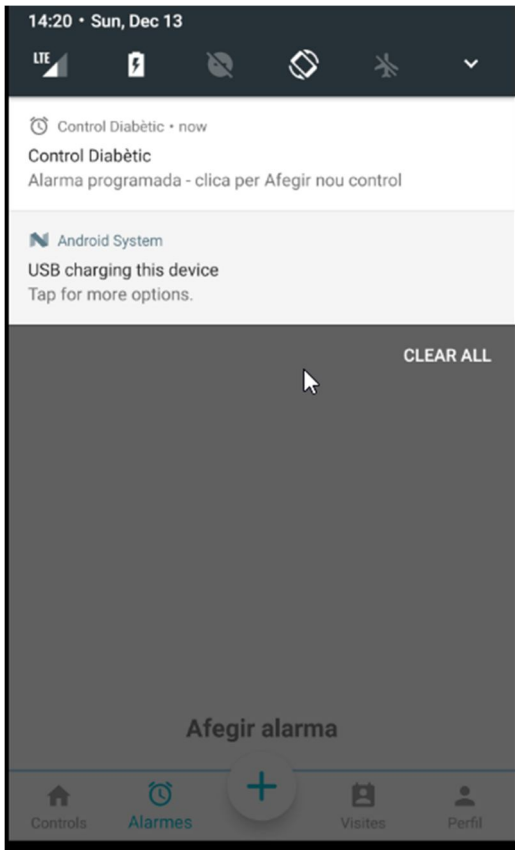 14:20 • Sun, Dec 13
LTE
Control Diabètic • now
Control Diabètic
Alarma programada - clica per Afegir nou control
Android System
USB charging this device
Tap for more options.
CLEAR ALL
Afegir alarma
Controls
Alarmes
Visites
Perfil